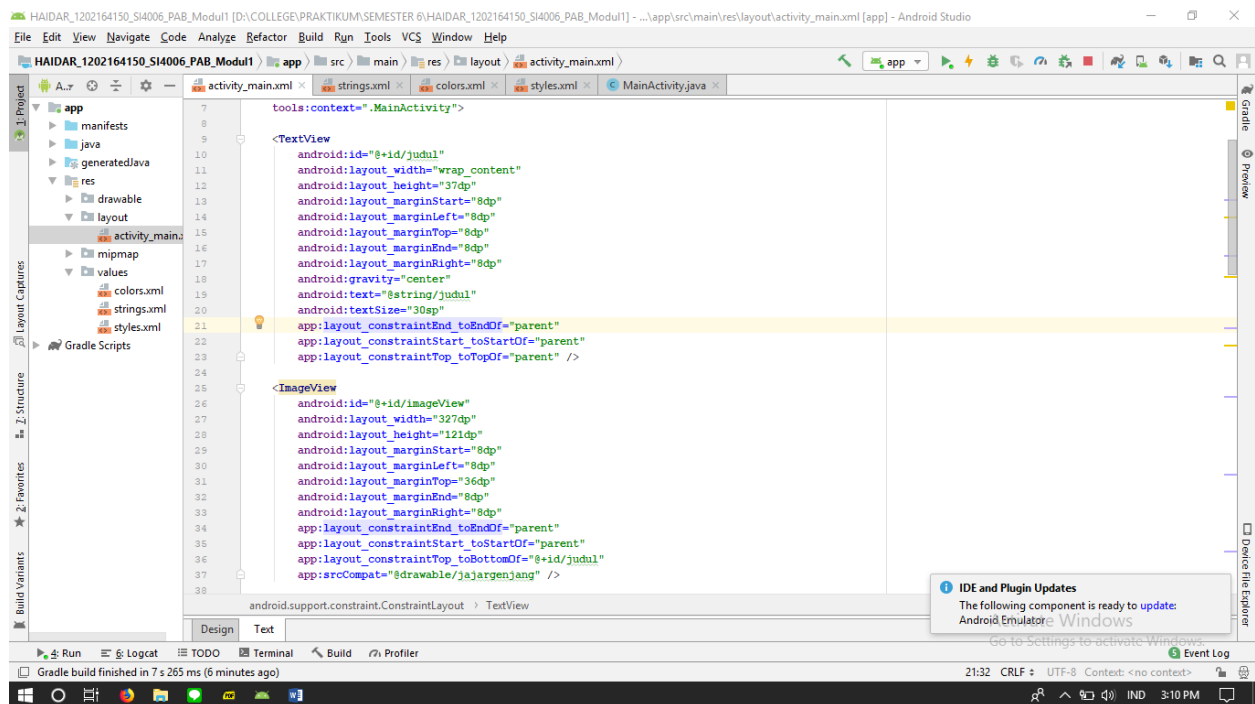 HAIDAR_1202164150_SI4006_PAB_Modul1 [D:\COLLEGE\PRAKTIKUM\SEMESTER 6\HAIDAR_1202164150_SI4006_PAB_Modul1] - ...\app\src\main\res\layout\activity_main.xml [app] - Android Studio
File Edit View Navigate Code Analyze Refactor Build Run Tools VCS Window Help
HAIDAR_1202164150_SI4006_PAB_Modul1 app src main res layout activity_main.xml app
1: Project
Layout Captures
7: Structure
2: Favorites
Build Variants
A...
app
manifests
java
generatedJava
res
drawable
layout
activity_main.x
mipmap
values
colors.xml
strings.xml
styles.xml
Gradle Scripts
activity_main.xml strings.xml colors.xml styles.xml MainActivity.java
7 tools:context=".MainActivity">
8
9 <TextView
10 android:id="@+id/judul"
11 android:layout_width="wrap_content"
12 android:layout_height="37dp"
13 android:layout_marginStart="8dp"
14 android:layout_marginLeft="8dp"
15 android:layout_marginTop="8dp"
16 android:layout_marginEnd="8dp"
17 android:layout_marginRight="8dp"
18 android:gravity="center"
19 android:text="@string/judul"
20 android:textSize="30sp"
21 app:layout_constraintEnd_toEndOf="parent"
22 app:layout_constraintStart_toStartOf="parent"
23 app:layout_constraintTop_toTopOf="parent" />
24
25 <ImageView
26 android:id="@+id/imageView"
27 android:layout_width="327dp"
28 android:layout_height="121dp"
29 android:layout_marginStart="8dp"
30 android:layout_marginLeft="8dp"
31 android:layout_marginTop="36dp"
32 android:layout_marginEnd="8dp"
33 android:layout_marginRight="8dp"
34 app:layout_constraintEnd_toEndOf="parent"
35 app:layout_constraintStart_toStartOf="parent"
36 app:layout_constraintTop_toBottomOf="@+id/judul"
37 app:srcCompat="@drawable/jajargenjang" />
38
android.support.constraint.ConstraintLayout > TextView
Design Text
Gradle
Preview
Device File Explorer
IDE and Plugin Updates
The following component is ready to update:
Android Emulator
Activate Windows
Go to Settings to activate Windows.
4: Run 6: Logcat TODO Terminal Build Profiler 5 Event Log
Gradle build finished in 7 s 265 ms (6 minutes ago) 21:32 CRLF UTF-8 Context: <no context>
PDF W IND 3:10 PM